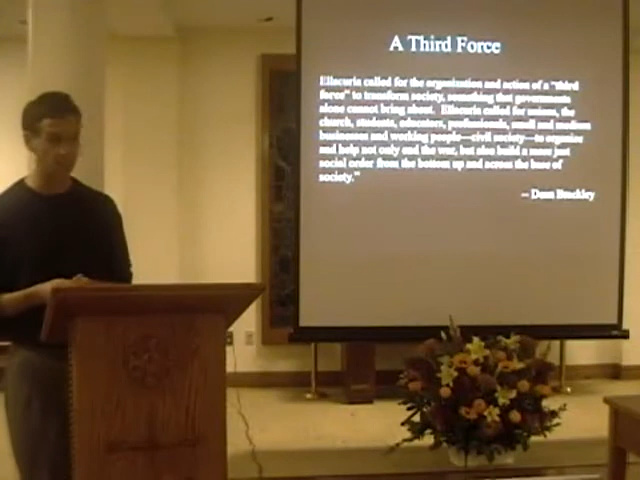 A Third Force
Ellacuria called for the organization and action of a "third
force" to transform society, something that governments
alone cannot bring about. Ellacuria called for unions, the
church, students, educators, professionals, small and medium
businesses and working people—civil society—to organize
and help not only end the war, but also build a more just
social order from the bottom up and across the base of
society."
-- Dean Brackley